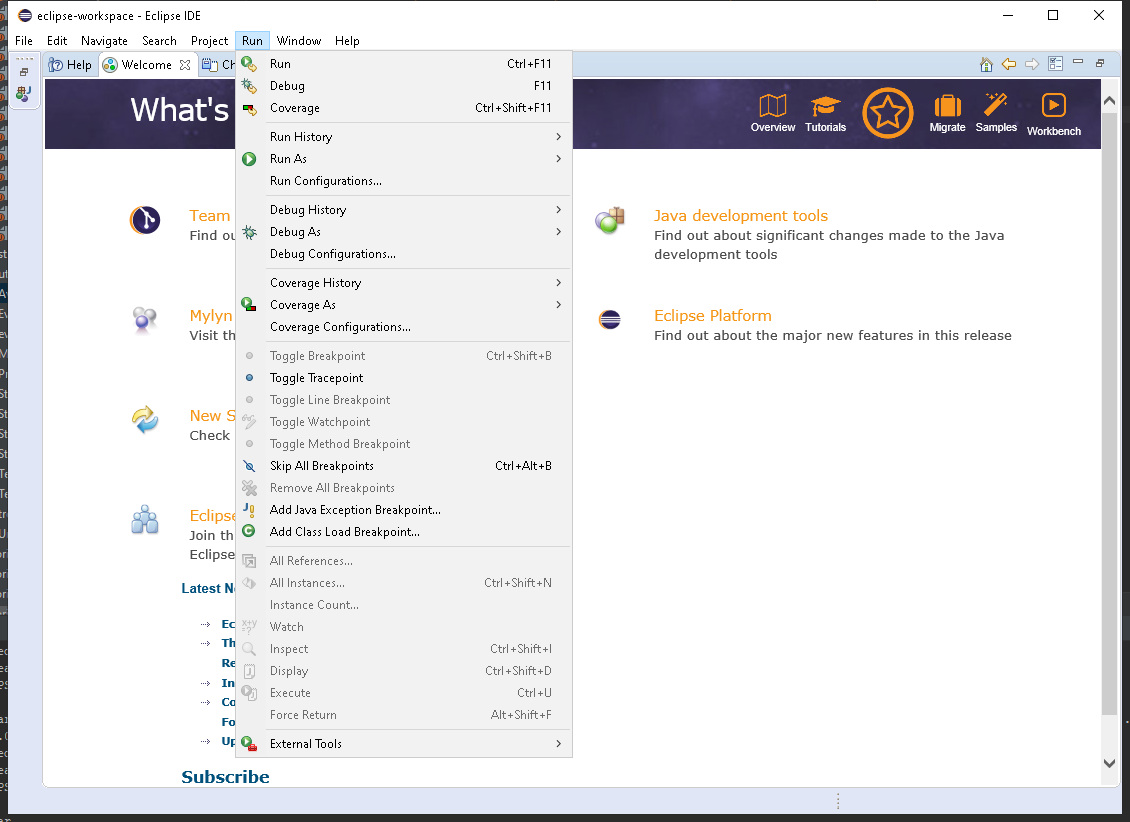 eclipse-workspace - Eclipse IDE
File Edit Navigate Search Project Run Window Help
Help Welcome Ch
What's
Overview Tutorials Migrate Samples Workbench
Run Ctrl+F11
Debug F11
Coverage Ctrl+Shift+F11
Run History
Run As
Run Configurations...
Debug History
Debug As
Debug Configurations...
Coverage History
Coverage As
Coverage Configurations...
Toggle Breakpoint Ctrl+Shift+B
Toggle Tracepoint
Toggle Line Breakpoint
Toggle Watchpoint
Toggle Method Breakpoint
Skip All Breakpoints Ctrl+Alt+B
Remove All Breakpoints
Add Java Exception Breakpoint...
Add Class Load Breakpoint...
All References...
All Instances... Ctrl+Shift+N
Instance Count...
Watch
Inspect Ctrl+Shift+I
Display Ctrl+Shift+D
Execute Ctrl+U
Force Return Alt+Shift+F
External Tools
Team
Find ou
Mylyn
Visit th
New S
Check
Eclipse
Join th
Eclipse
Latest Ne
Ec
Th
Re
In
Co
Fo
Up
Subscribe
Java development tools
Find out about significant changes made to the Java
development tools
Eclipse Platform
Find out about the major new features in this release